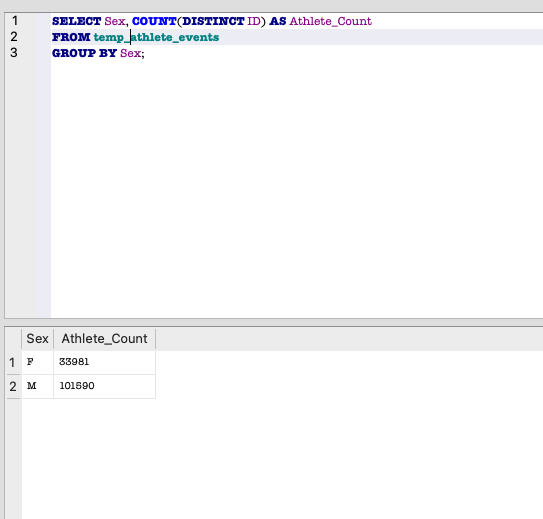 1 SELECT Sex, COUNT(DISTINCT ID) AS Athlete_Count
2 FROM temp_athlete_events
3 GROUP BY Sex;
Sex Athlete_Count
1 F 33981
2 M 101590